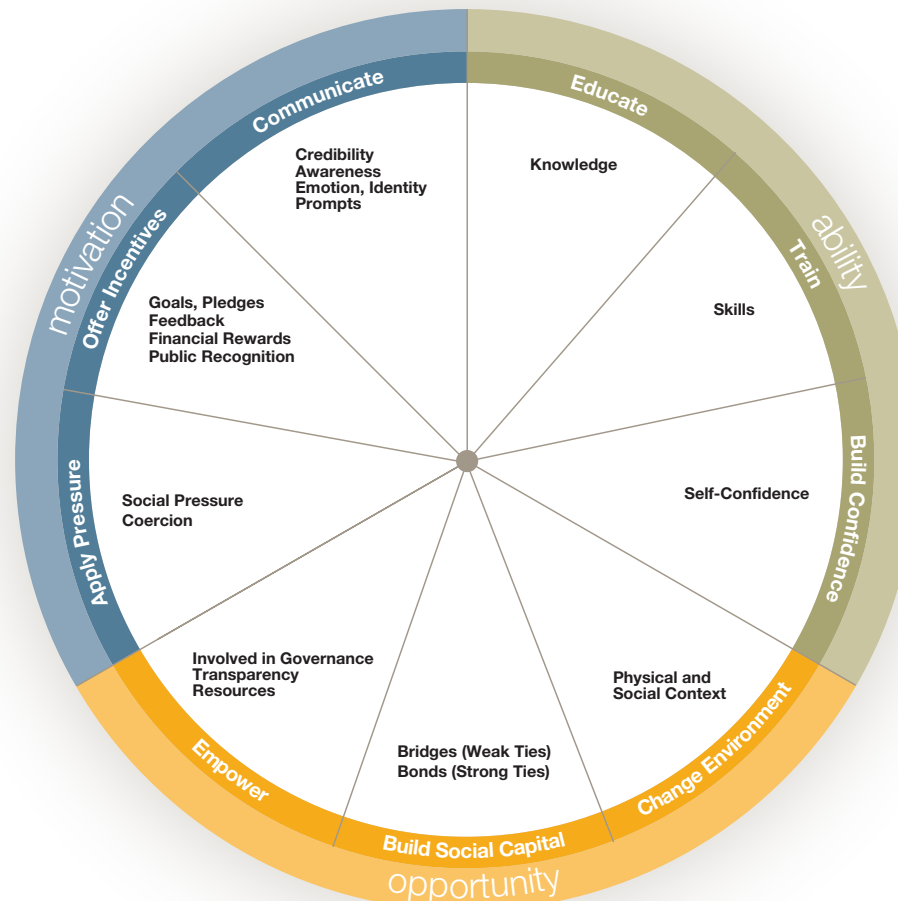 motivation
Communicate
Credibility
Awareness
Emotion, Identity
Prompts
Offer Incentives
Goals, Pledges
Feedback
Financial Rewards
Public Recognition
Apply Pressure
Social Pressure
Coercion
ability
Educate
Knowledge
Train
Skills
Build Confidence
Self-Confidence
opportunity
Change Environment
Physical and
Social Context
Build Social Capital
Bridges (Weak Ties)
Bonds (Strong Ties)
Empower
Involved in Governance
Transparency
Resources